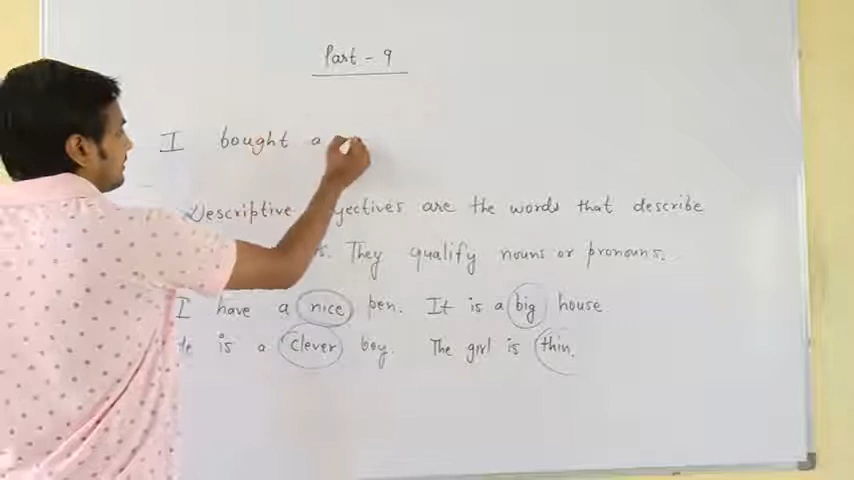 Part - 9
I bought a
Descriptive jectives are the words that describe
s. They qualify nouns or pronouns.
I have a nice pen. It is a big house
He is a clever boy. The girl is thin.